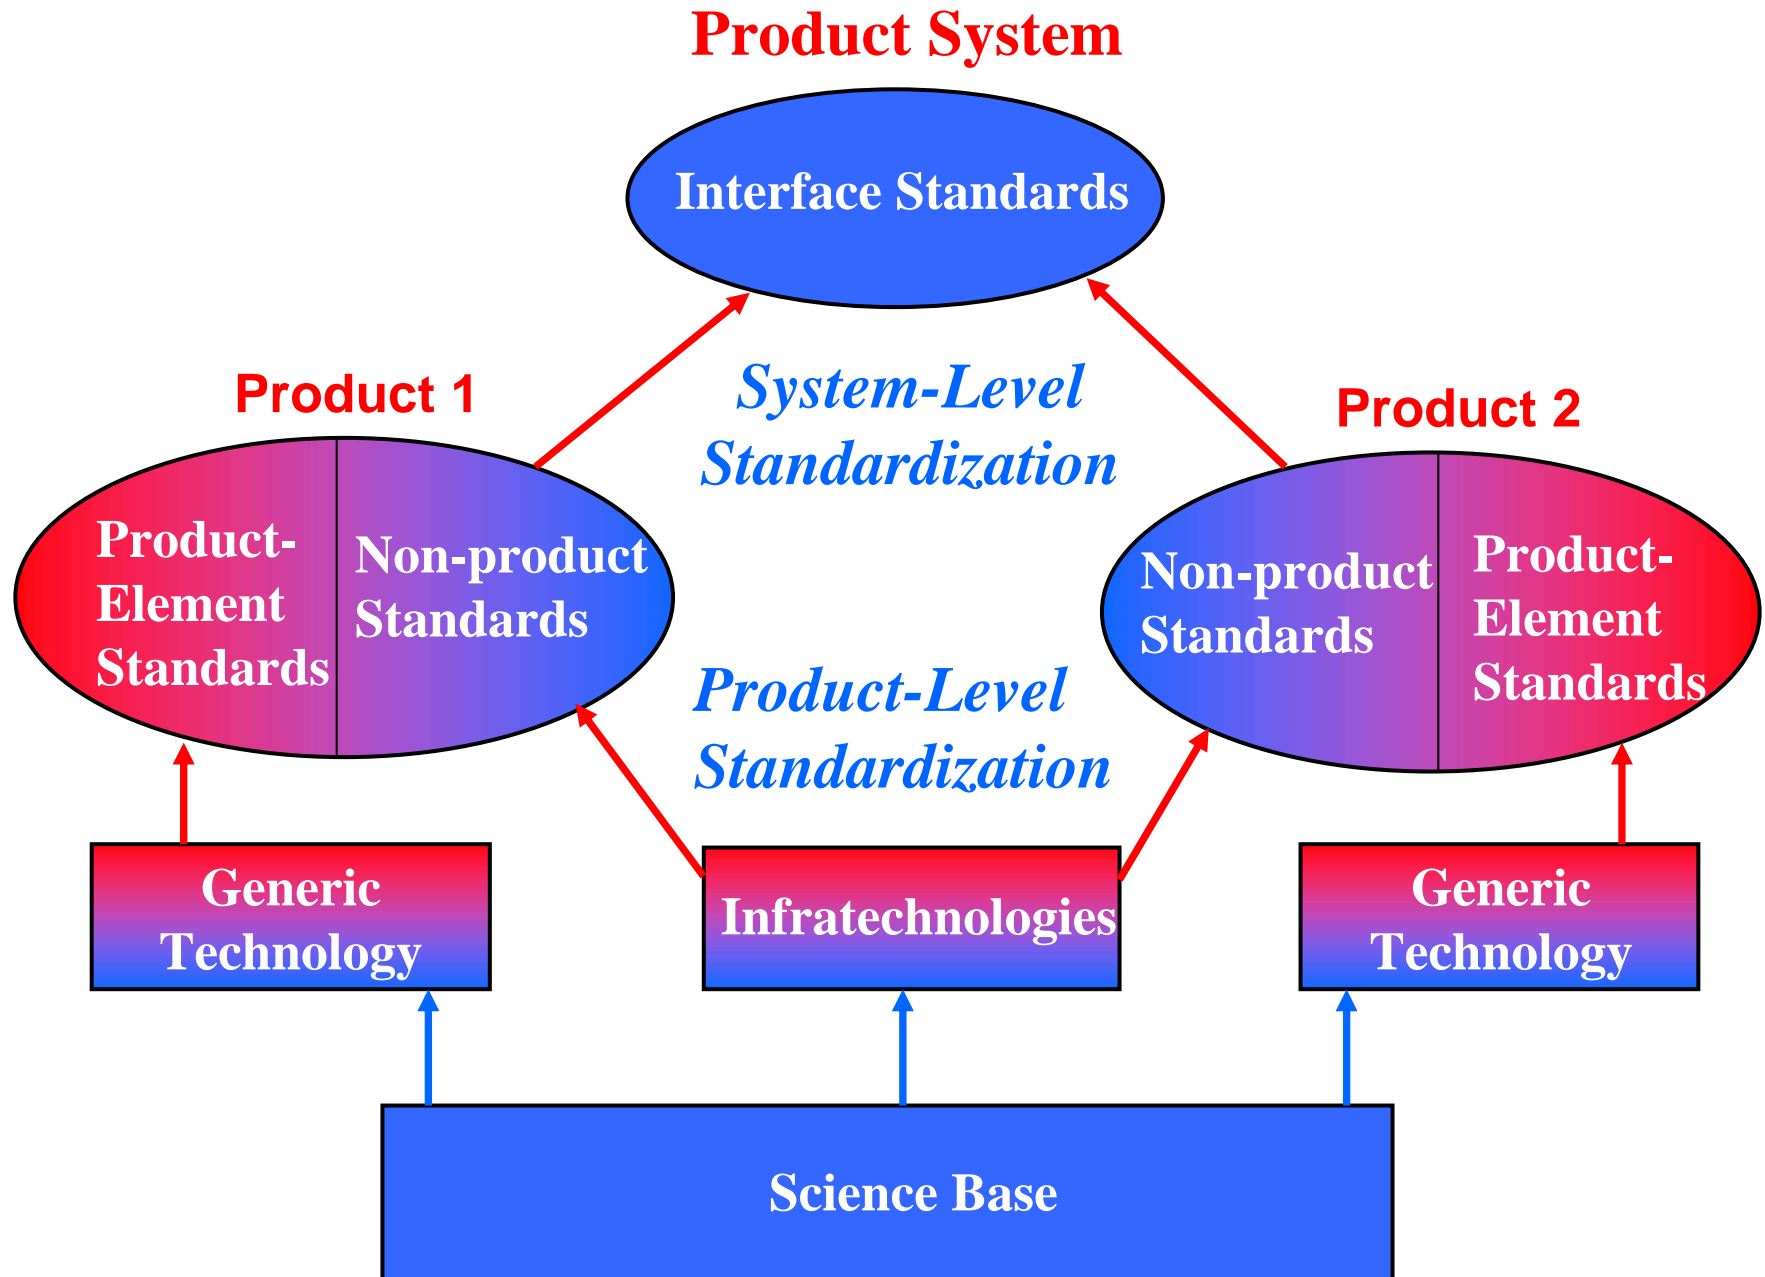 Product System
Interface Standards
System-Level
Standardization
Product 1
Product 2
Product-
Element
Standards
Non-product
Standards
Non-product
Standards
Product-
Element
Standards
Product-Level
Standardization
Generic
Technology
Infratechnologies
Generic
Technology
Science Base